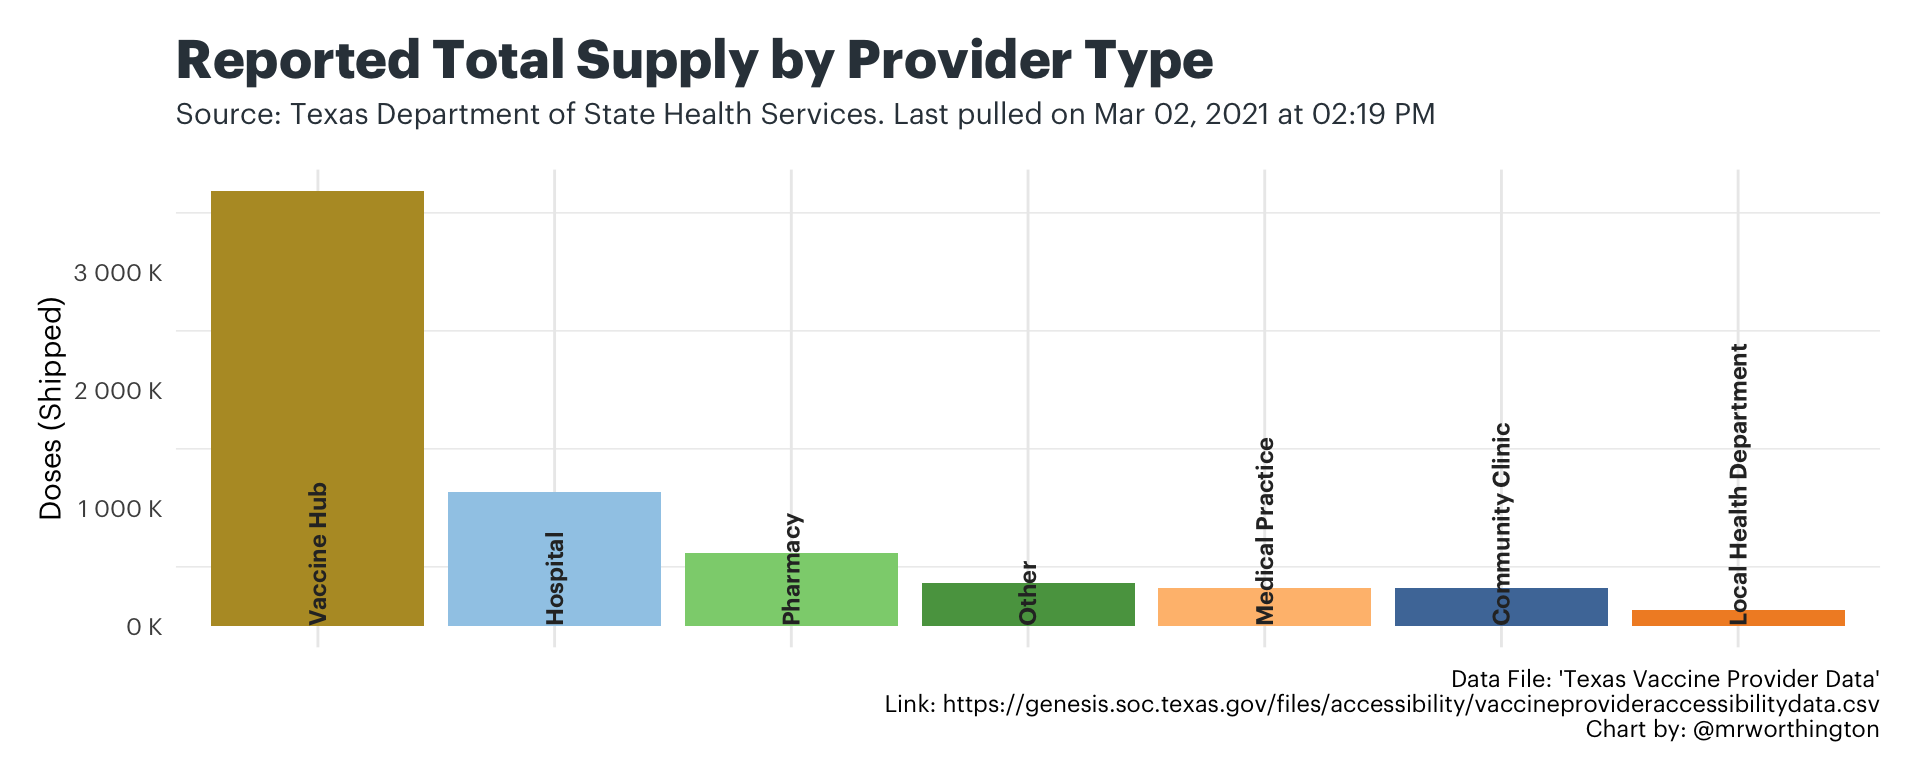 Reported Total Supply by Provider Type
Source: Texas Department of State Health Services. Last pulled on Mar 02, 2021 at 02:19 PM
Doses (Shipped)
3 000 K
2 000 K
1 000 K
0 K
Vaccine Hub
Hospital
Pharmacy
Other
Medical Practice
Community Clinic
Local Health Department
Data File: 'Texas Vaccine Provider Data'
Link: https://genesis.soc.texas.gov/files/accessibility/vaccineprovideraccessibilitydata.csv
Chart by: @mrworthington